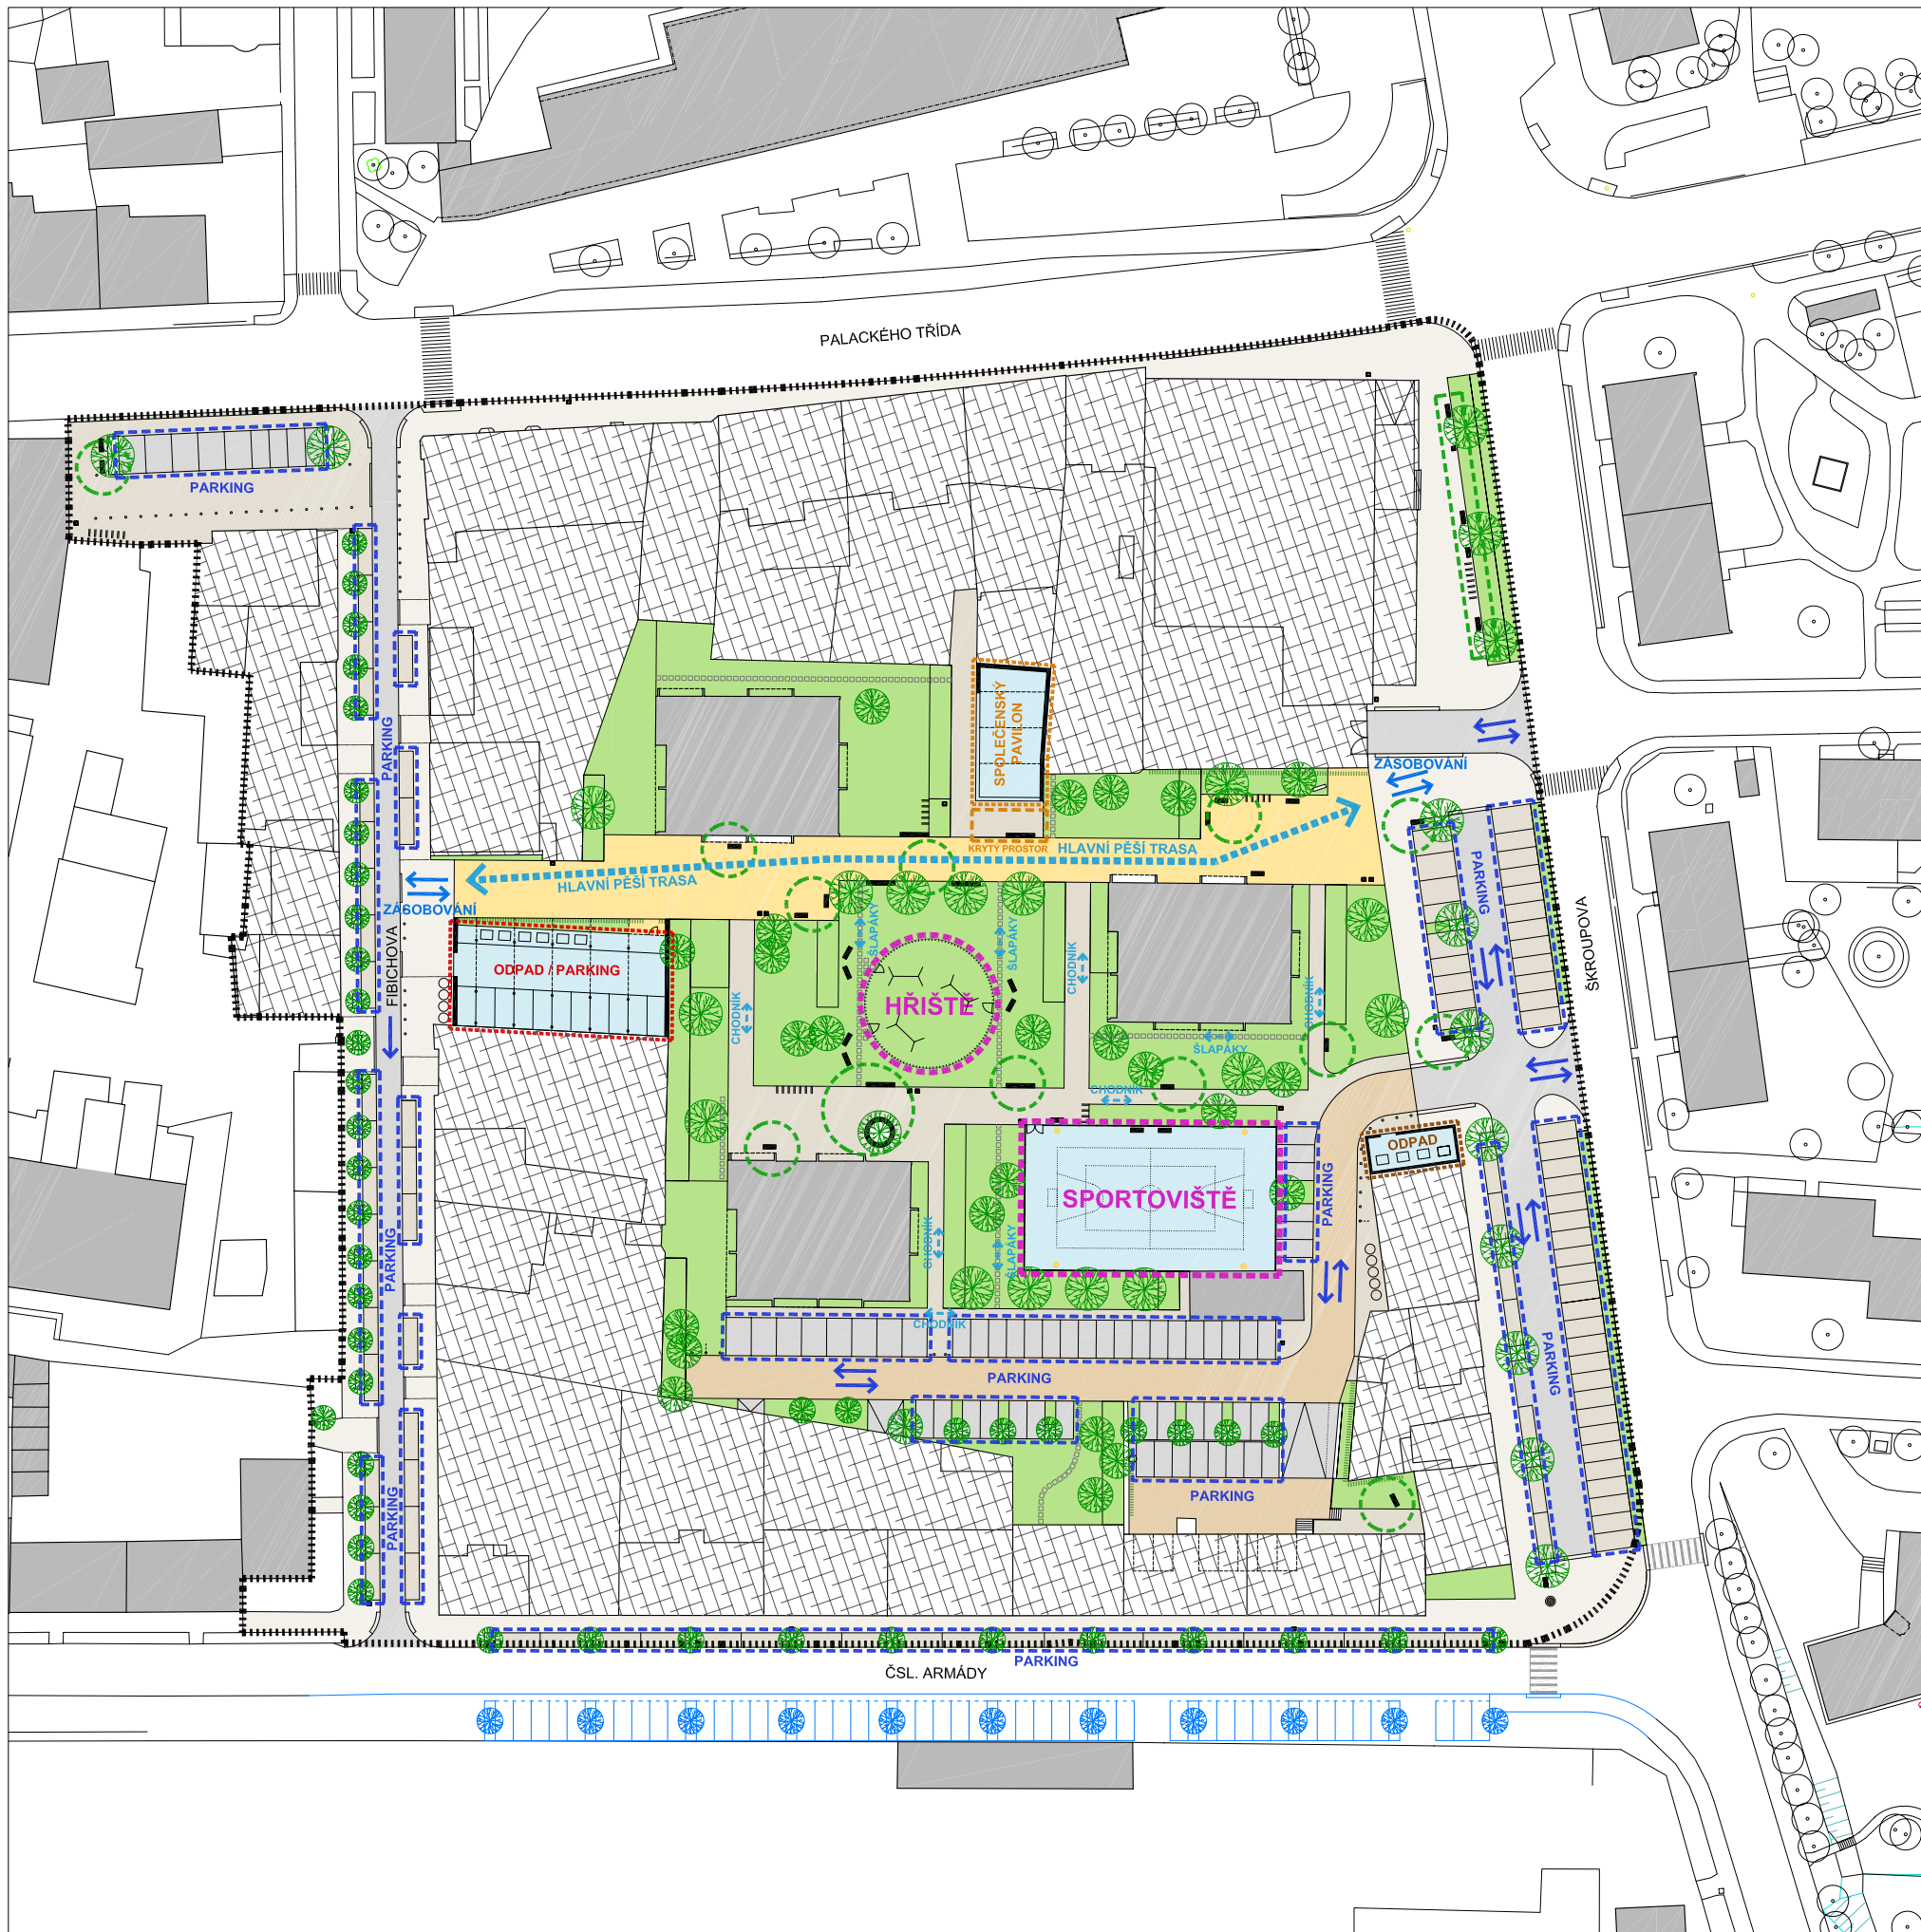 PALACKÉHO TŘÍDA
PARKING
PARKING
SPOLEČENSKÝ
PAVILON
ZÁSOBOVÁNÍ
KRYTÝ PROSTOR
HLAVNÍ PĚŠÍ TRASA
HLAVNÍ PĚŠÍ TRASA
ZÁSOBOVÁNÍ
FIBICHOVA
ODPAD / PARKING
ŠLAPÁKY
ŠLAPÁKY
CHODNÍK
CHODNÍK
CHODNÍK
HŘIŠTĚ
PARKING
ŠKROUPOVA
ŠLAPÁKY
CHODNÍK
ODPAD
SPORTOVIŠTĚ
PARKING
PARKING
CHODNÍK
ŠLAPÁKY
CHODNÍK
PARKING
PARKING
PARKING
PARKING
PARKING
ČSL. ARMÁDY